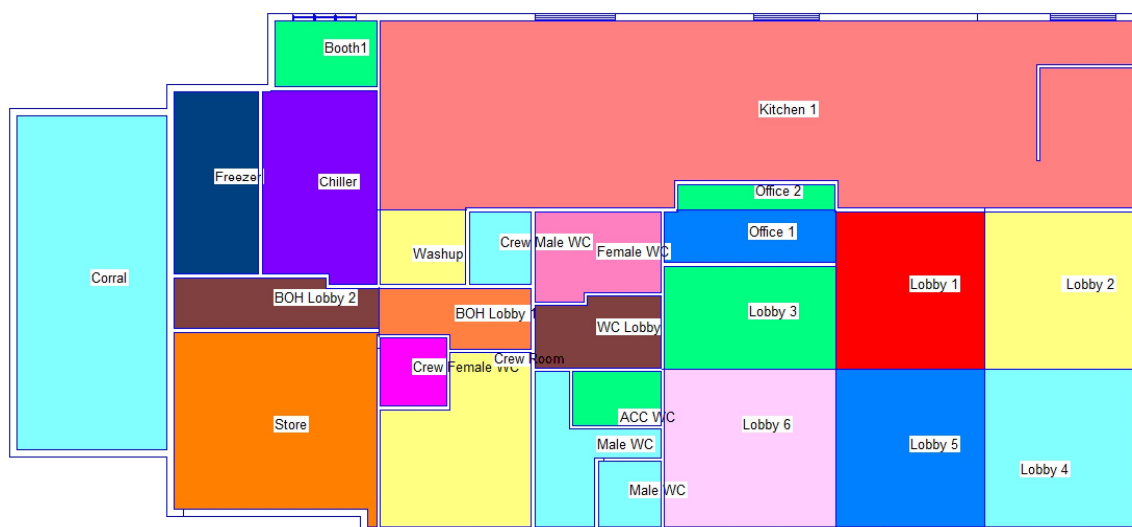 Booth1
Kitchen 1
Freezer
Chiller
Office 2
Office 1
Washup
Crew Male WC
Female WC
Corral
Lobby 1
Lobby 2
BOH Lobby 2
BOH Lobby 1
WC Lobby
Lobby 3
Crew Room
Crew Female WC
Store
ACC WC
Lobby 6
Male WC
Lobby 5
Lobby 4
Male WC